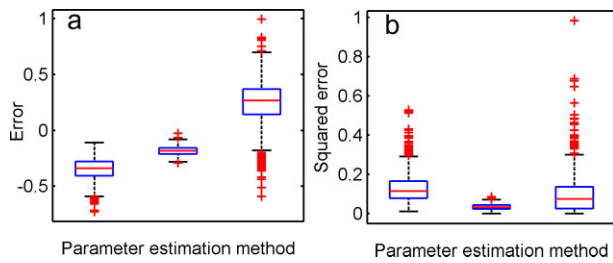 a
1
0.5
0
-0.5
Error
Parameter estimation method
b
1
0.8
0.6
0.4
0.2
0
Squared error
Parameter estimation method